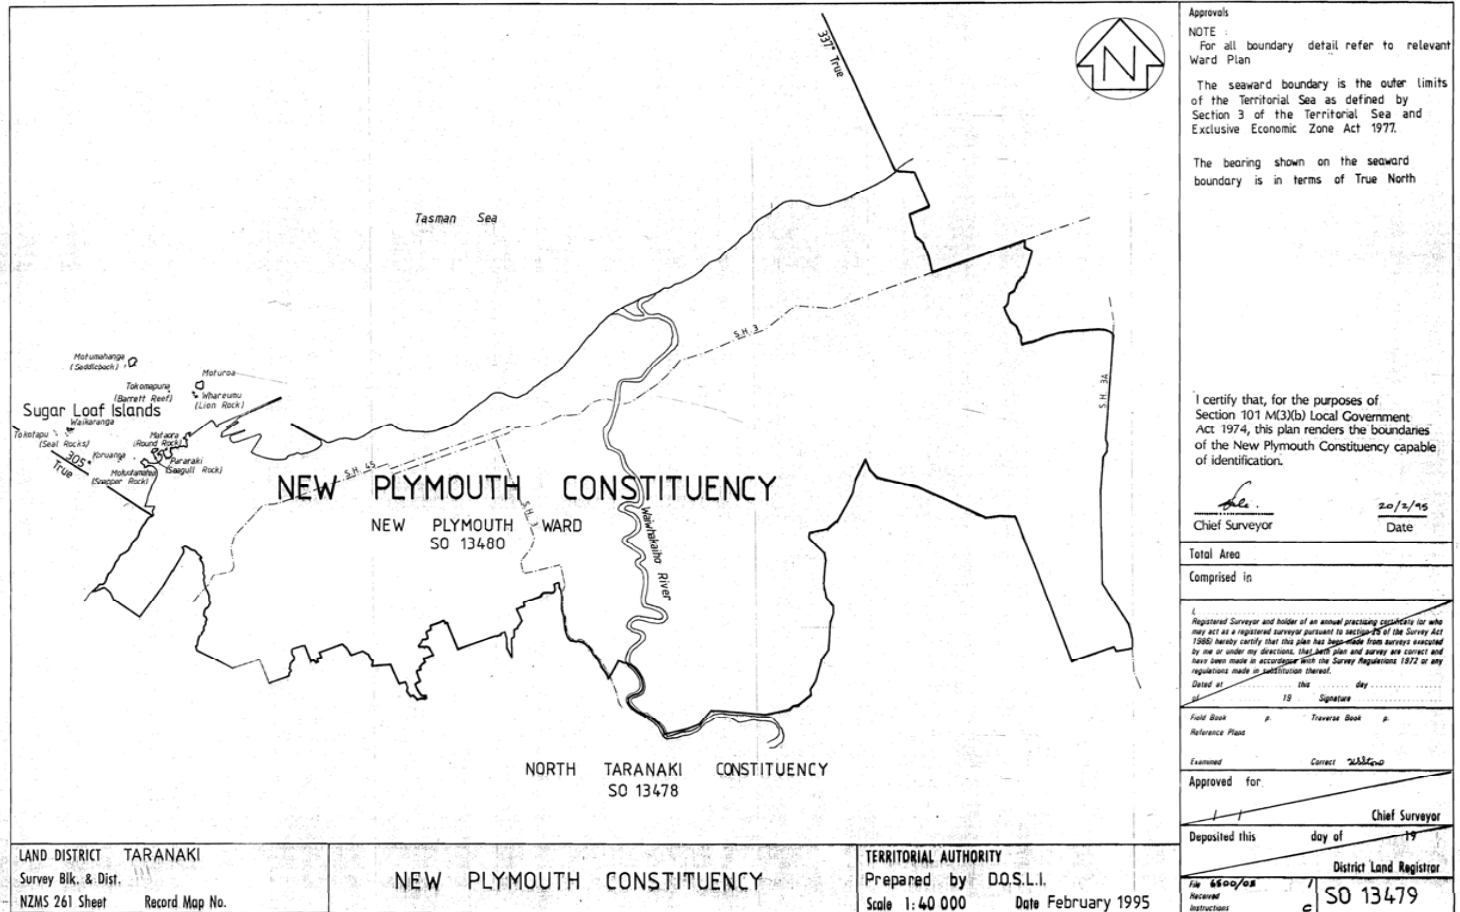 337° True
N
Tasman Sea
S.H. 3
S.H. 3A
Motumahanga
(Saddleback)
Moturoa
Tokomapuna
(Barrett Reef)
Whareumu
(Lion Rock)
Sugar Loaf Islands
Waikaranga
Tokatapu
(Seal Rocks)
Mataora
(Round Rock)
Koruanga
Pararaki
(Seagull Rock)
Motuotamatea
(Snapper Rock)
305°
True
S.H. 45
NEW PLYMOUTH CONSTITUENCY
NEW PLYMOUTH WARD
SO 13480
S.H. 3
Waiwhakaiho River
NORTH TARANAKI CONSTITUENCY
SO 13478
Approvals
NOTE :
For all boundary detail refer to relevant
Ward Plan
The seaward boundary is the outer limits
of the Territorial Sea as defined by
Section 3 of the Territorial Sea and
Exclusive Economic Zone Act 1977.
The bearing shown on the seaward
boundary is in terms of True North
I certify that, for the purposes of
Section 101 M(3)(b) Local Government
Act 1974, this plan renders the boundaries
of the New Plymouth Constituency capable
of identification.
20/2/95
Chief Surveyor Date
Total Area
Comprised in
I,
Registered Surveyor and holder of an annual practising certificate (or who
may act as a registered surveyor pursuant to section 25 of the Survey Act
1986) hereby certify that this plan has been made from surveys executed
by me or under my directions, that both plan and survey are correct and
have been made in accordance with the Survey Regulations 1972 or any
regulations made in substitution thereof.
Dated at this day
of 19 Signature
Field Book p. Traverse Book p.
Reference Plans
Examined Correct
Approved for
/ /
Chief Surveyor
Deposited this day of 19
District Land Registrar
File 6500/02
Received
Instructions
SO 13479
LAND DISTRICT TARANAKI
Survey Blk. & Dist.
NZMS 261 Sheet Record Map No.
NEW PLYMOUTH CONSTITUENCY
TERRITORIAL AUTHORITY
Prepared by D.O.S.L.I.
Scale 1:40 000 Date February 1995